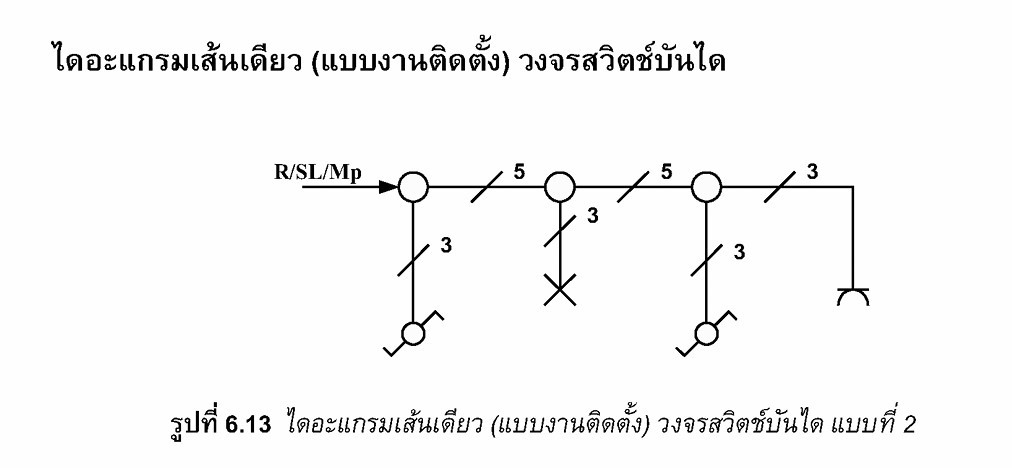 ไดอะแกรมเส้นเดียว (แบบงานติดตั้ง) วงจรสวิตช์บันได
R/SL/Mp 5 5 3
3 3 3
รูปที่ 6.13 ไดอะแกรมเส้นเดียว (แบบงานติดตั้ง) วงจรสวิตช์บันได แบบที่ 2